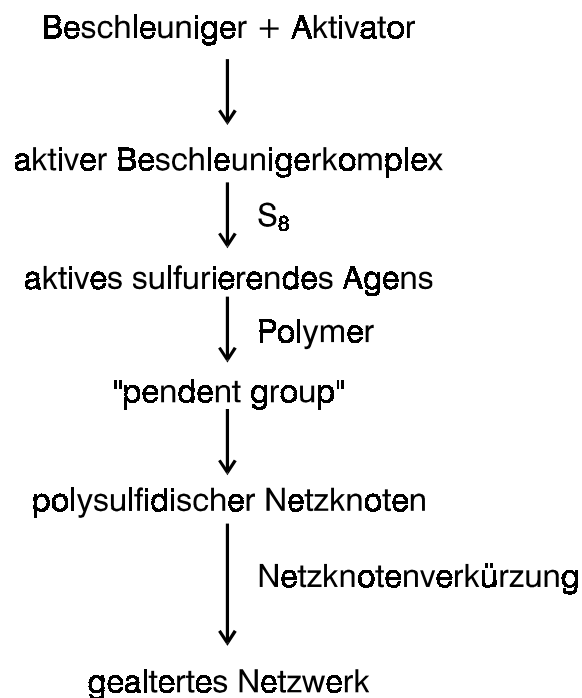 Beschleuniger + Aktivator
aktiver Beschleunigerkomplex
S₈
aktives sulfurierendes Agens
Polymer
"pendent group"
polysulfidischer Netzknoten
Netzknotenverkürzung
gealtertes Netzwerk